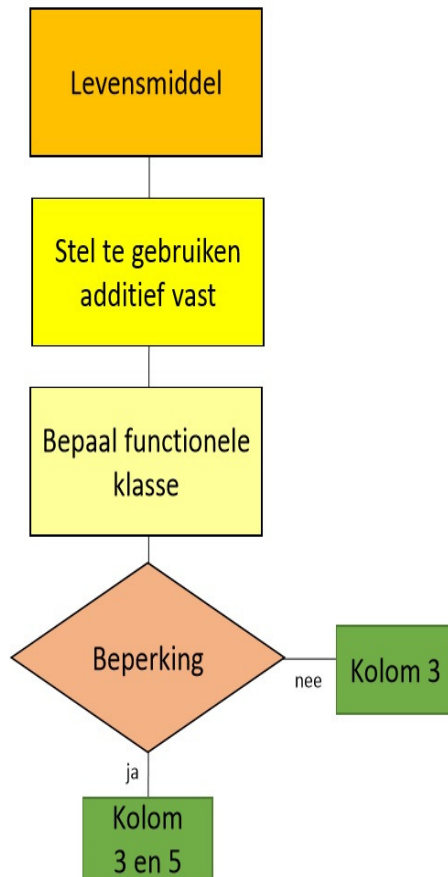 Levensmiddel
Stel te gebruiken
additief vast
Bepaal functionele
klasse
Beperking
nee
Kolom 3
ja
Kolom
3 en 5